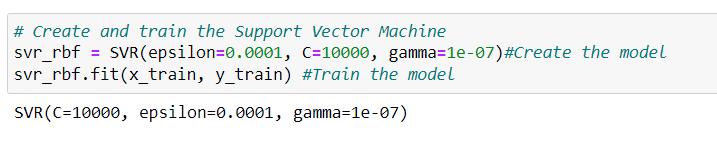 # Create and train the Support Vector Machine
svr_rbf = SVR(epsilon=0.0001, C=10000, gamma=1e-07)#Create the model
svr_rbf.fit(x_train, y_train) #Train the model
SVR(C=10000, epsilon=0.0001, gamma=1e-07)